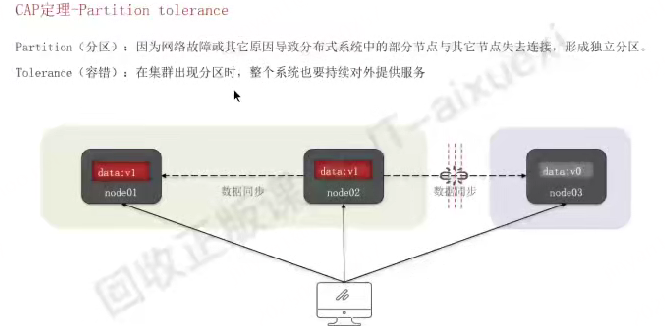 CAP定理-Partition tolerance
Partition（分区）：因为网络故障或其它原因导致分布式系统中的部分节点与其它节点失去连接，形成独立分区。
Tolerance（容错）：在集群出现分区时，整个系统也要持续对外提供服务
data:v1
node01
数据同步
data:v1
node02
数据同步
data:v0
node03
回收正版课 IT-aixuexi